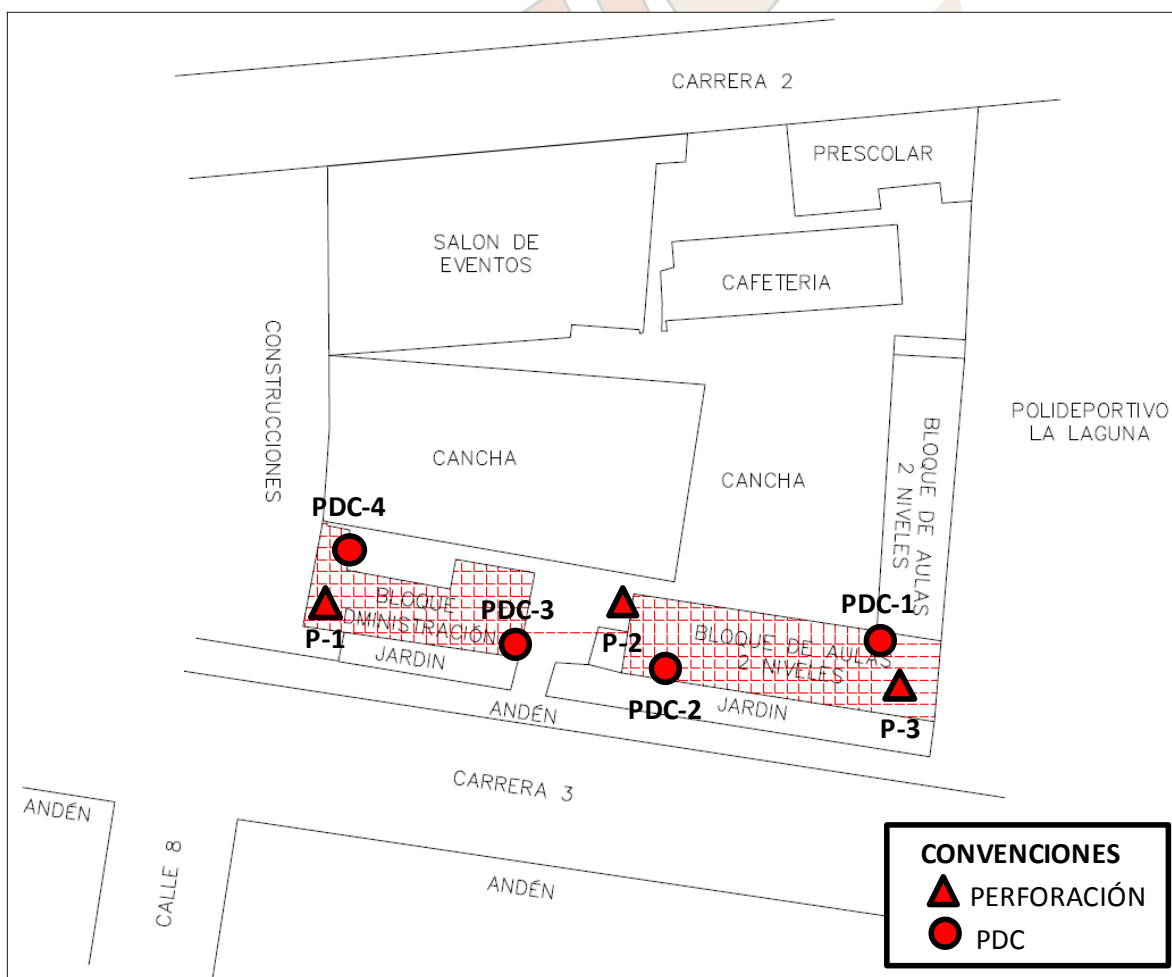 CARRERA 2
PRESCOLAR
SALON DE
EVENTOS
CAFETERIA
CONSTRUCCIONES
POLIDEPORTIVO
LA LAGUNA
BLOQUE DE AULAS
2 NIVELES
CANCHA
CANCHA
PDC-4
PDC-1
BLOQUE
DMINISTRACIÓN
PDC-3
P-1
P-2
BLOQUE DE AULAS
2 NIVELES
JARDIN
PDC-2
JARDIN
P-3
ANDÉN
CARRERA 3
ANDÉN
CALLE 8
ANDÉN
CONVENCIONES
PERFORACIÓN
PDC